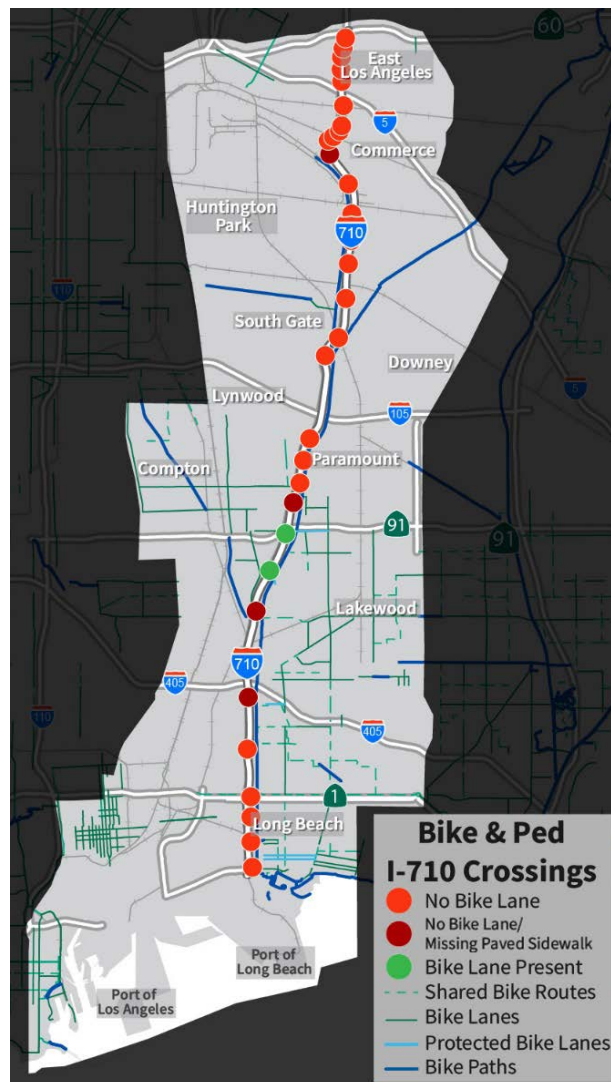 60
East
Los Angeles
5
Commerce
Huntington
Park
710
110
South Gate
Downey
5
Lynwood
105
Compton
Paramount
91
91
Lakewood
710
405
405
110
1
Long Beach
Port of
Long Beach
Port of
Los Angeles
Bike & Ped
I-710 Crossings
No Bike Lane
No Bike Lane/
Missing Paved Sidewalk
Bike Lane Present
Shared Bike Routes
Bike Lanes
Protected Bike Lanes
Bike Paths